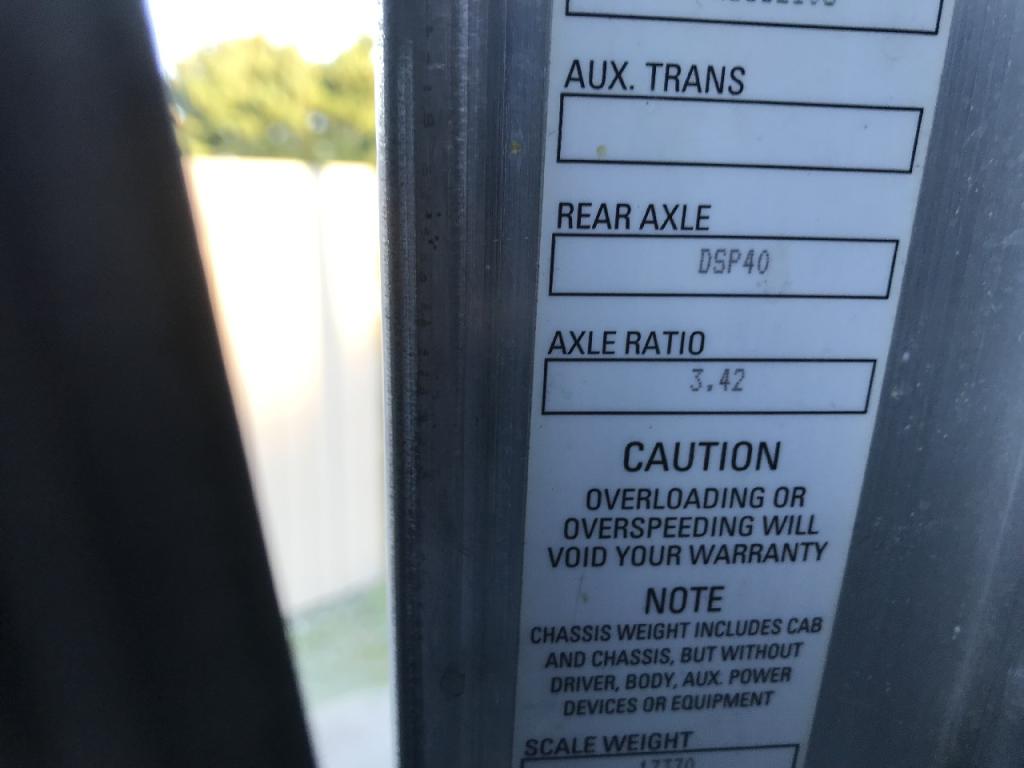 AUX. TRANS
REAR AXLE
DSP40
AXLE RATIO
3.42
CAUTION
OVERLOADING OR
OVERSPEEDING WILL
VOID YOUR WARRANTY
NOTE
CHASSIS WEIGHT INCLUDES CAB
AND CHASSIS, BUT WITHOUT
DRIVER, BODY, AUX. POWER
DEVICES OR EQUIPMENT
SCALE WEIGHT